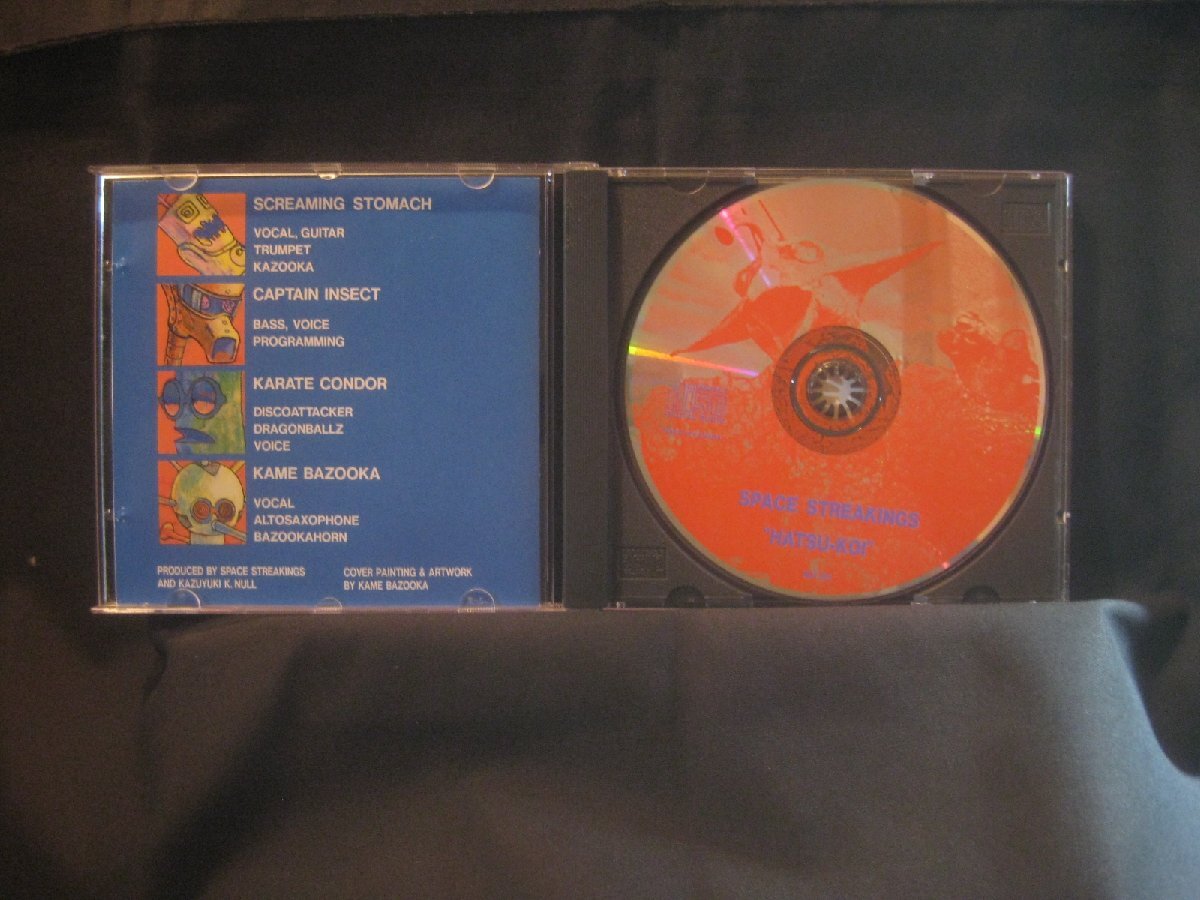 SCREAMING STOMACH
VOCAL, GUITAR
TRUMPET
KAZOOKA
CAPTAIN INSECT
BASS, VOICE
PROGRAMMING
KARATE CONDOR
DISCOATTACKER
DRAGONBALLZ
VOICE
KAME BAZOOKA
VOCAL
ALTOSAXOPHONE
BAZOOKAHORN
PRODUCED BY SPACE STREAKINGS
AND KAZUYUKI K. NULL
COVER PAINTING & ARTWORK
BY KAME BAZOOKA
SPACE STREAKINGS
"HATSU-KOI"